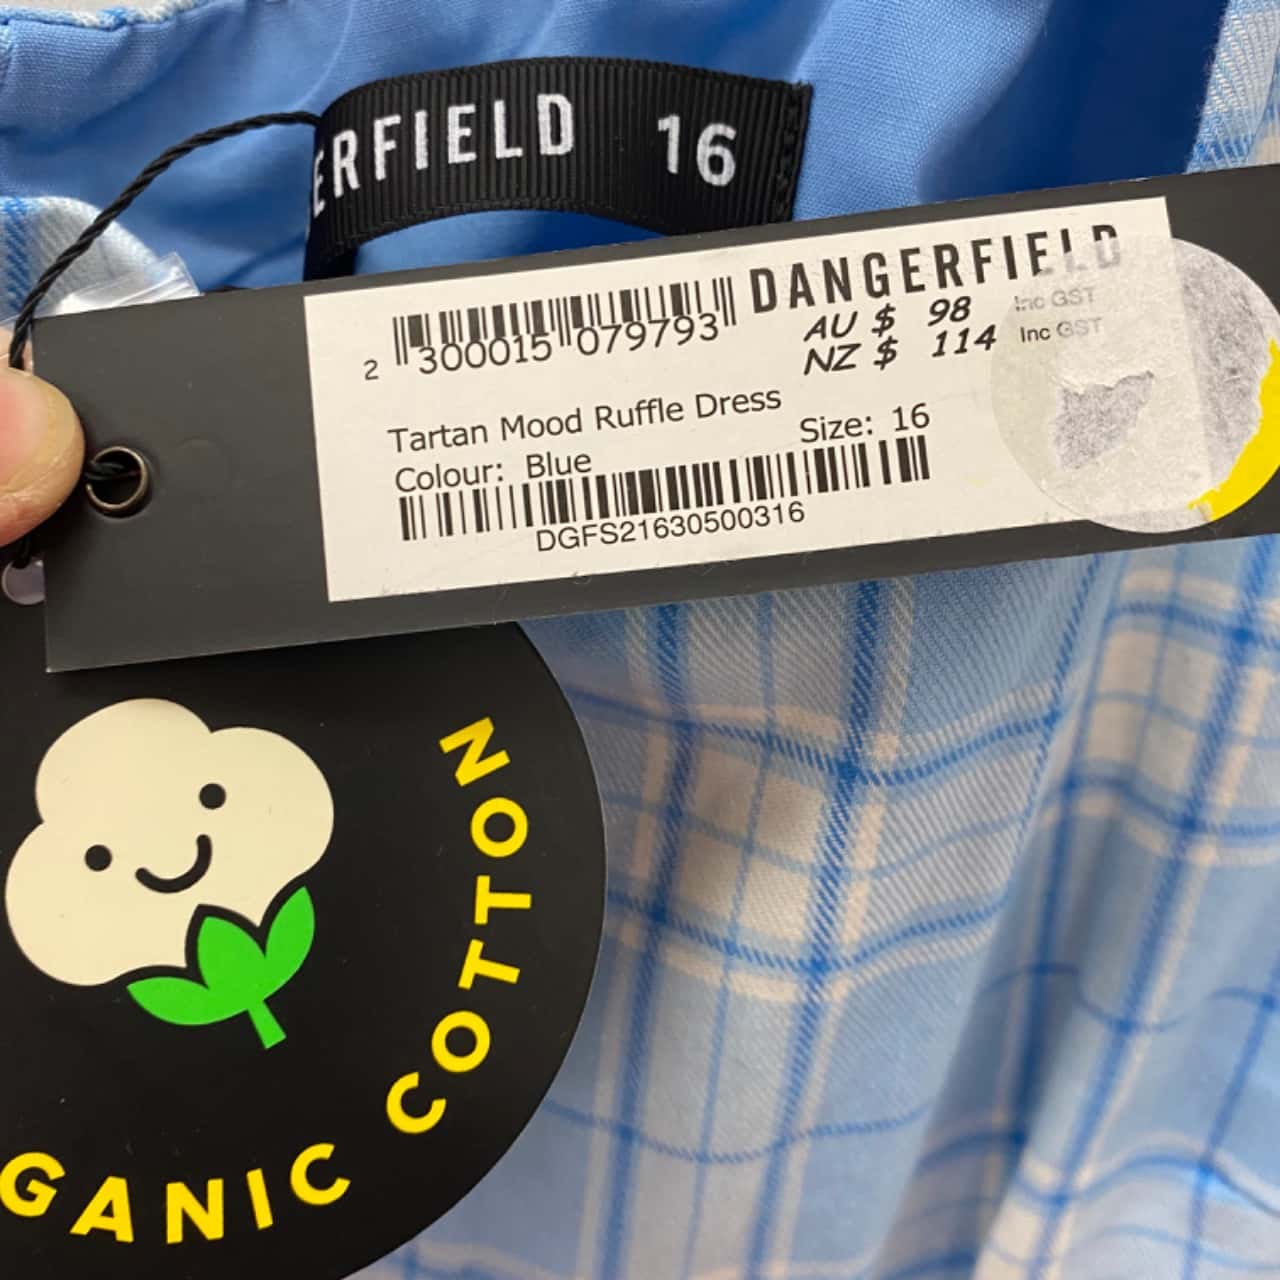 ERFIELD 16
DANGERFIELD
2 300015 079793
AU $ 98 Inc GST
NZ $ 114 Inc GST
Tartan Mood Ruffle Dress
Colour: Blue Size: 16
DGFS21630500316
GANIC COTTON